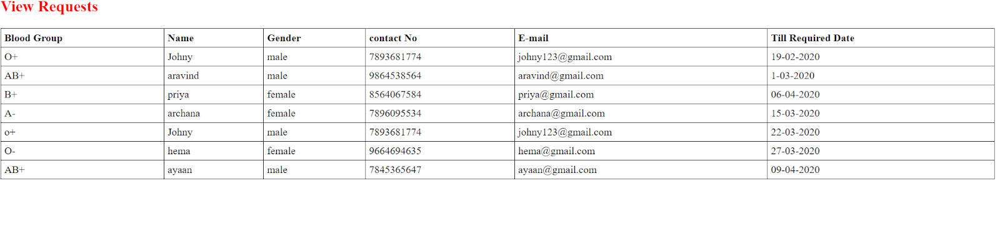 View Requests
Blood Group Name Gender contact No E-mail Till Required Date
O+ Johny male 7893681774 johny123@gmail.com 19-02-2020
AB+ aravind male 9864538564 aravind@gmail.com 1-03-2020
B+ priya female 8564067584 priya@gmail.com 06-04-2020
A- archana female 7896095534 archana@gmail.com 15-03-2020
o+ Johny male 7893681774 johny123@gmail.com 22-03-2020
O- hema female 9664694635 hema@gmail.com 27-03-2020
AB+ ayaan male 7845365647 ayaan@gmail.com 09-04-2020